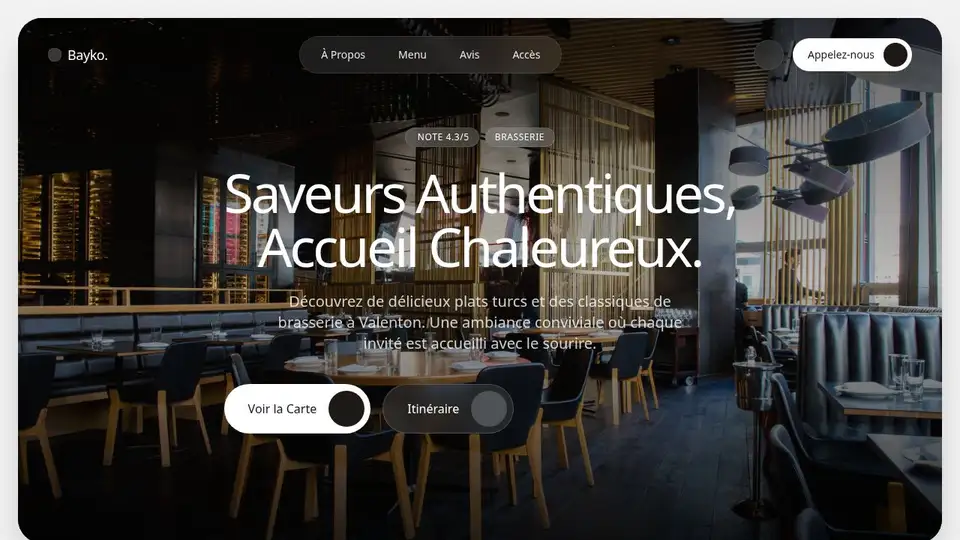 Bayko.
À Propos
Menu
Avis
Accès
Appelez-nous
NOTE 4.3/5
BRASSERIE
Saveurs Authentiques,
Accueil Chaleureux.
Découvrez de délicieux plats turcs et des classiques de
brasserie à Valenton. Une ambiance conviviale où chaque
invité est accueilli avec le sourire.
Voir la Carte
Itinéraire